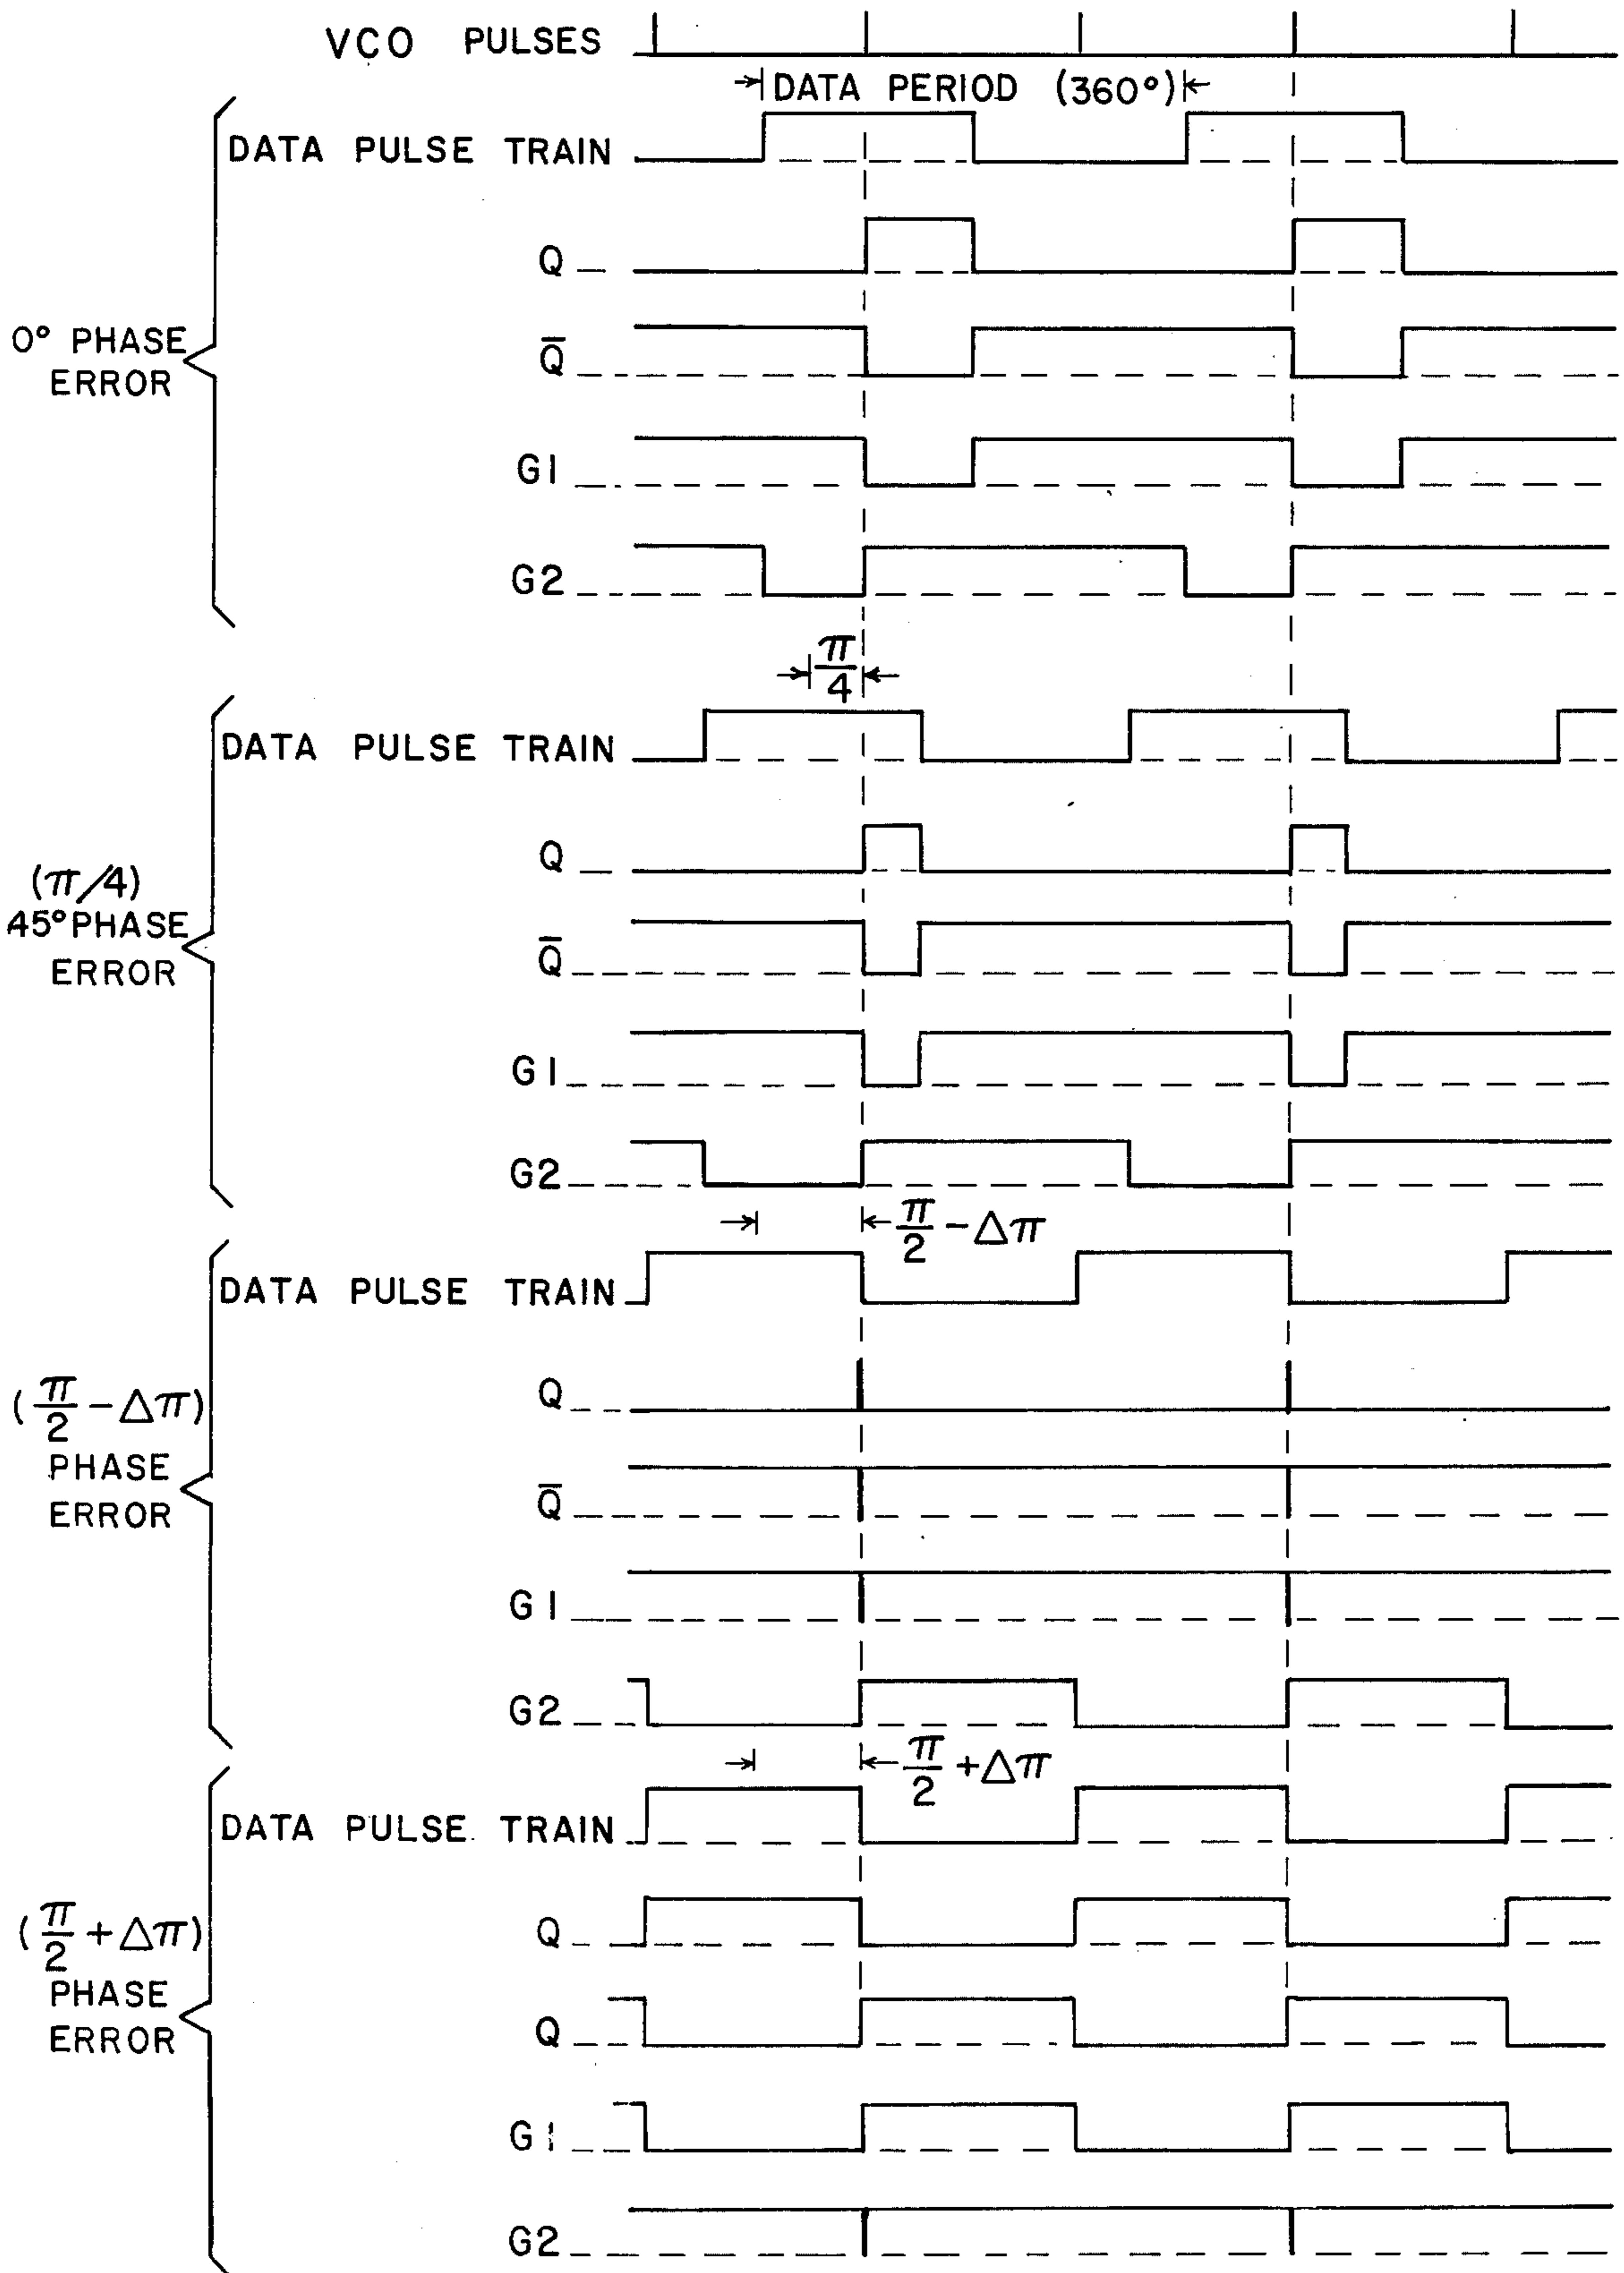 VCO PULSES
DATA PERIOD (360°)
DATA PULSE TRAIN
Q
Q̅
G1
G2
0° PHASE
ERROR
π/4
DATA PULSE TRAIN
Q
Q̅
G1
G2
(π/4)
45° PHASE
ERROR
π/2 - Δπ
DATA PULSE TRAIN
Q
Q̅
G1
G2
(π/2 - Δπ)
PHASE
ERROR
π/2 + Δπ
DATA PULSE TRAIN
Q
Q
G1
G2
(π/2 + Δπ)
PHASE
ERROR